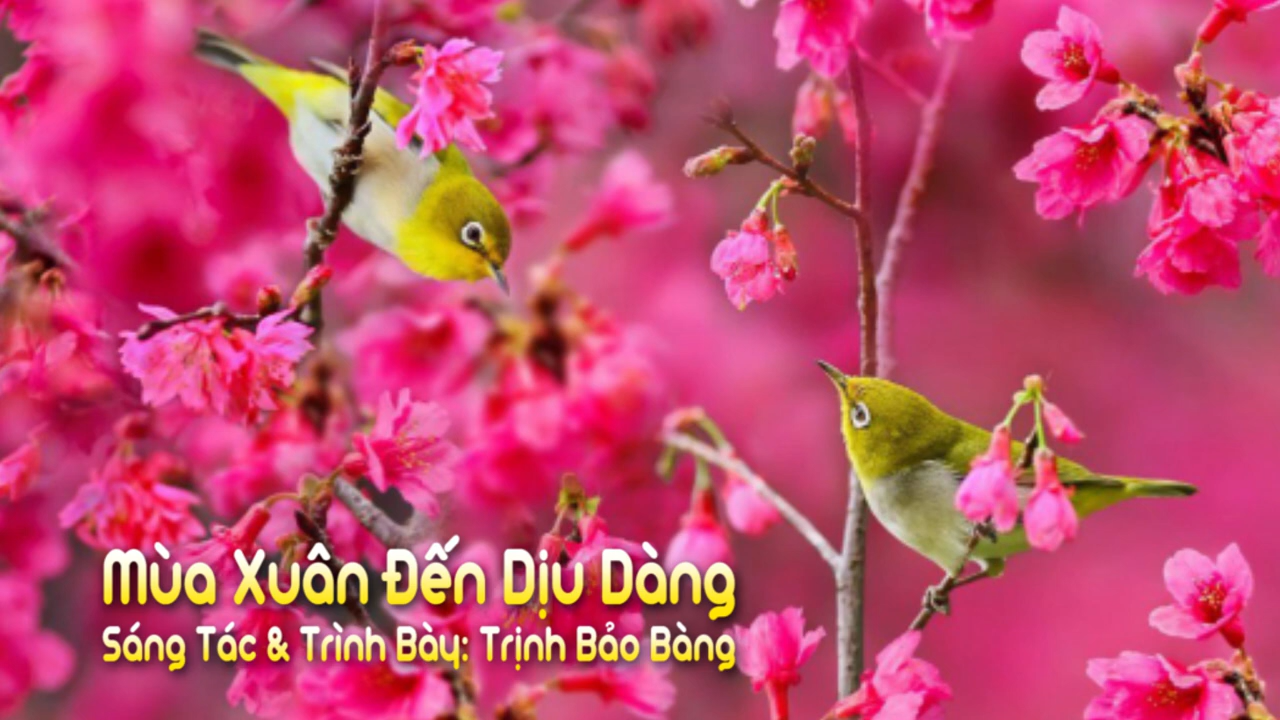 Mùa Xuân Đến Dịu Dàng
Sáng Tác & Trình Bày: Trịnh Bảo Bàng